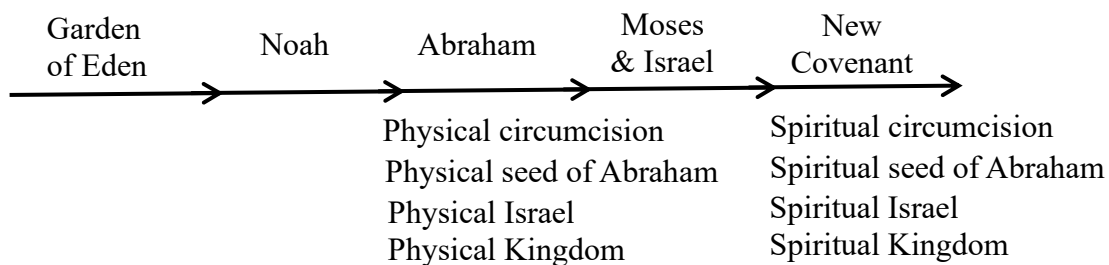 Garden
of Eden
Noah
Abraham
Moses
& Israel
New
Covenant
Physical circumcision
Physical seed of Abraham
Physical Israel
Physical Kingdom
Spiritual circumcision
Spiritual seed of Abraham
Spiritual Israel
Spiritual Kingdom